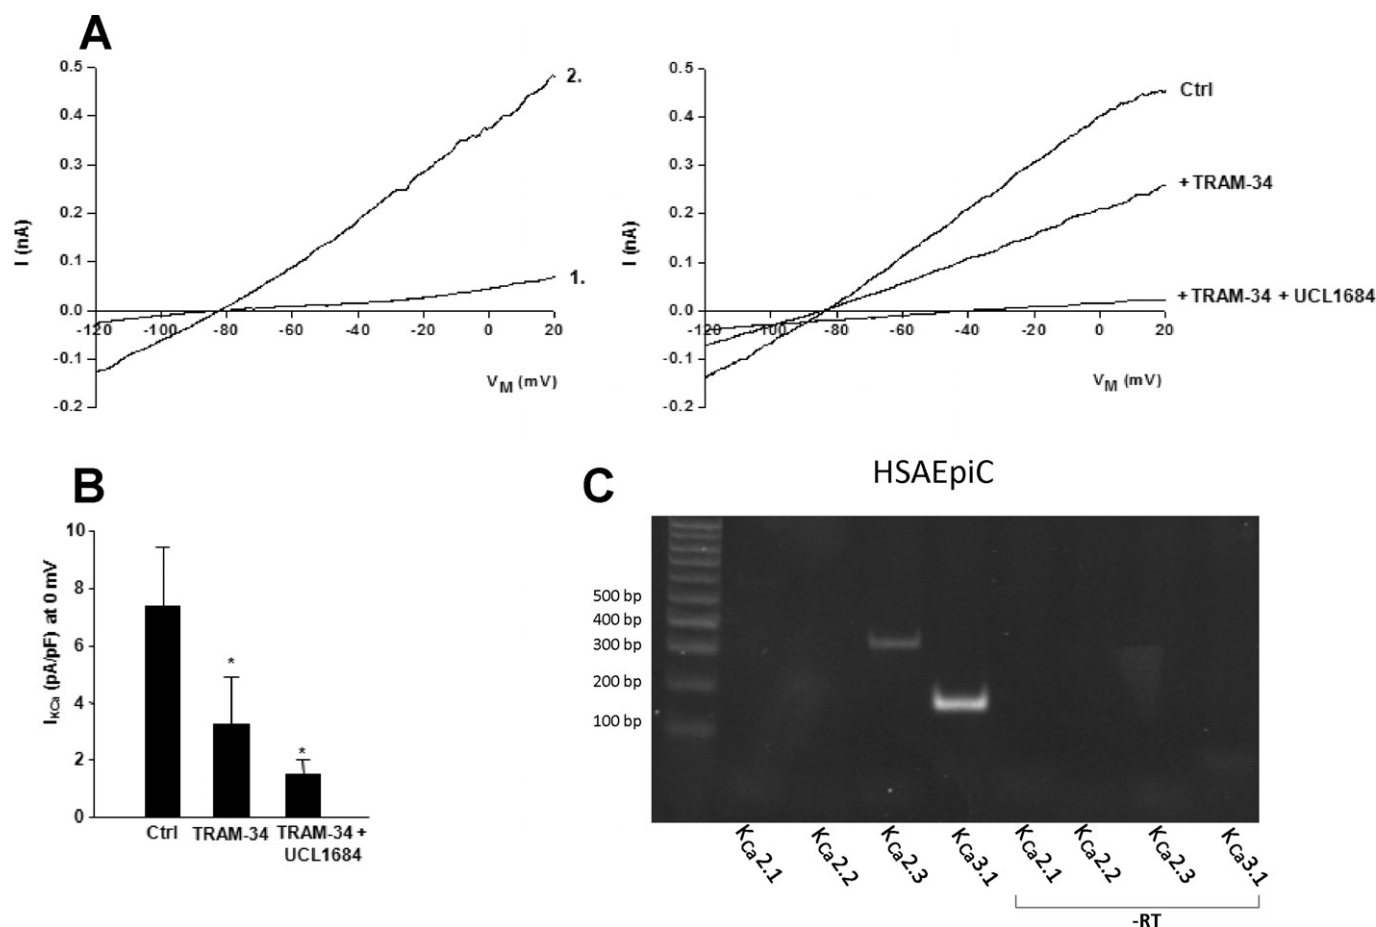 A
0.5
0.4
0.3
0.2
0.1
0.0
-0.1
-0.2
-120
-100
-80
-60
-40
-20
0
20
I (nA)
V_M (mV)
2.
1.
0.5
0.4
0.3
0.2
0.1
0.0
-0.1
-0.2
-120
-100
-80
-60
-40
-20
0
20
I (nA)
V_M (mV)
Ctrl
+ TRAM-34
+ TRAM-34 + UCL1684
B
10
8
6
4
2
0
I_KCa (pA/pF) at 0 mV
*
*
Ctrl
TRAM-34
TRAM-34 +
UCL1684
C
HSAEpiC
500 bp
400 bp
300 bp
200 bp
100 bp
KCa2.1
KCa2.2
KCa2.3
KCa3.1
KCa2.1
KCa2.2
KCa2.3
KCa3.1
-RT